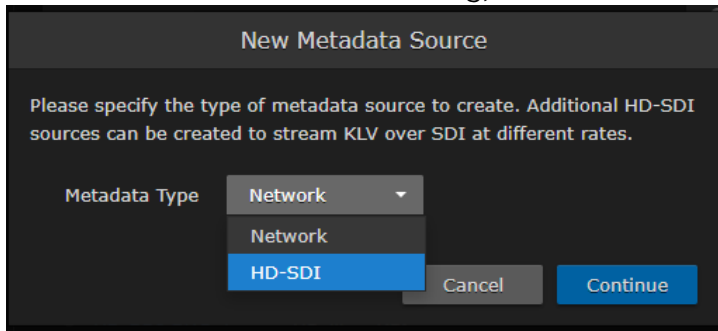 New Metadata Source
Please specify the type of metadata source to create. Additional HD-SDI
sources can be created to stream KLV over SDI at different rates.
Metadata Type Network
Network
HD-SDI
Cancel Continue